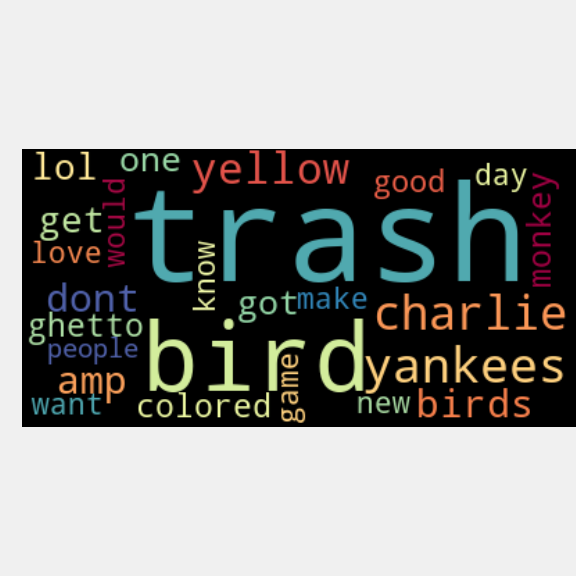 lol one yellow good day
get would trash monkey
love know
dont got make charlie
ghetto bird
people yankees
amp game
want colored new birds